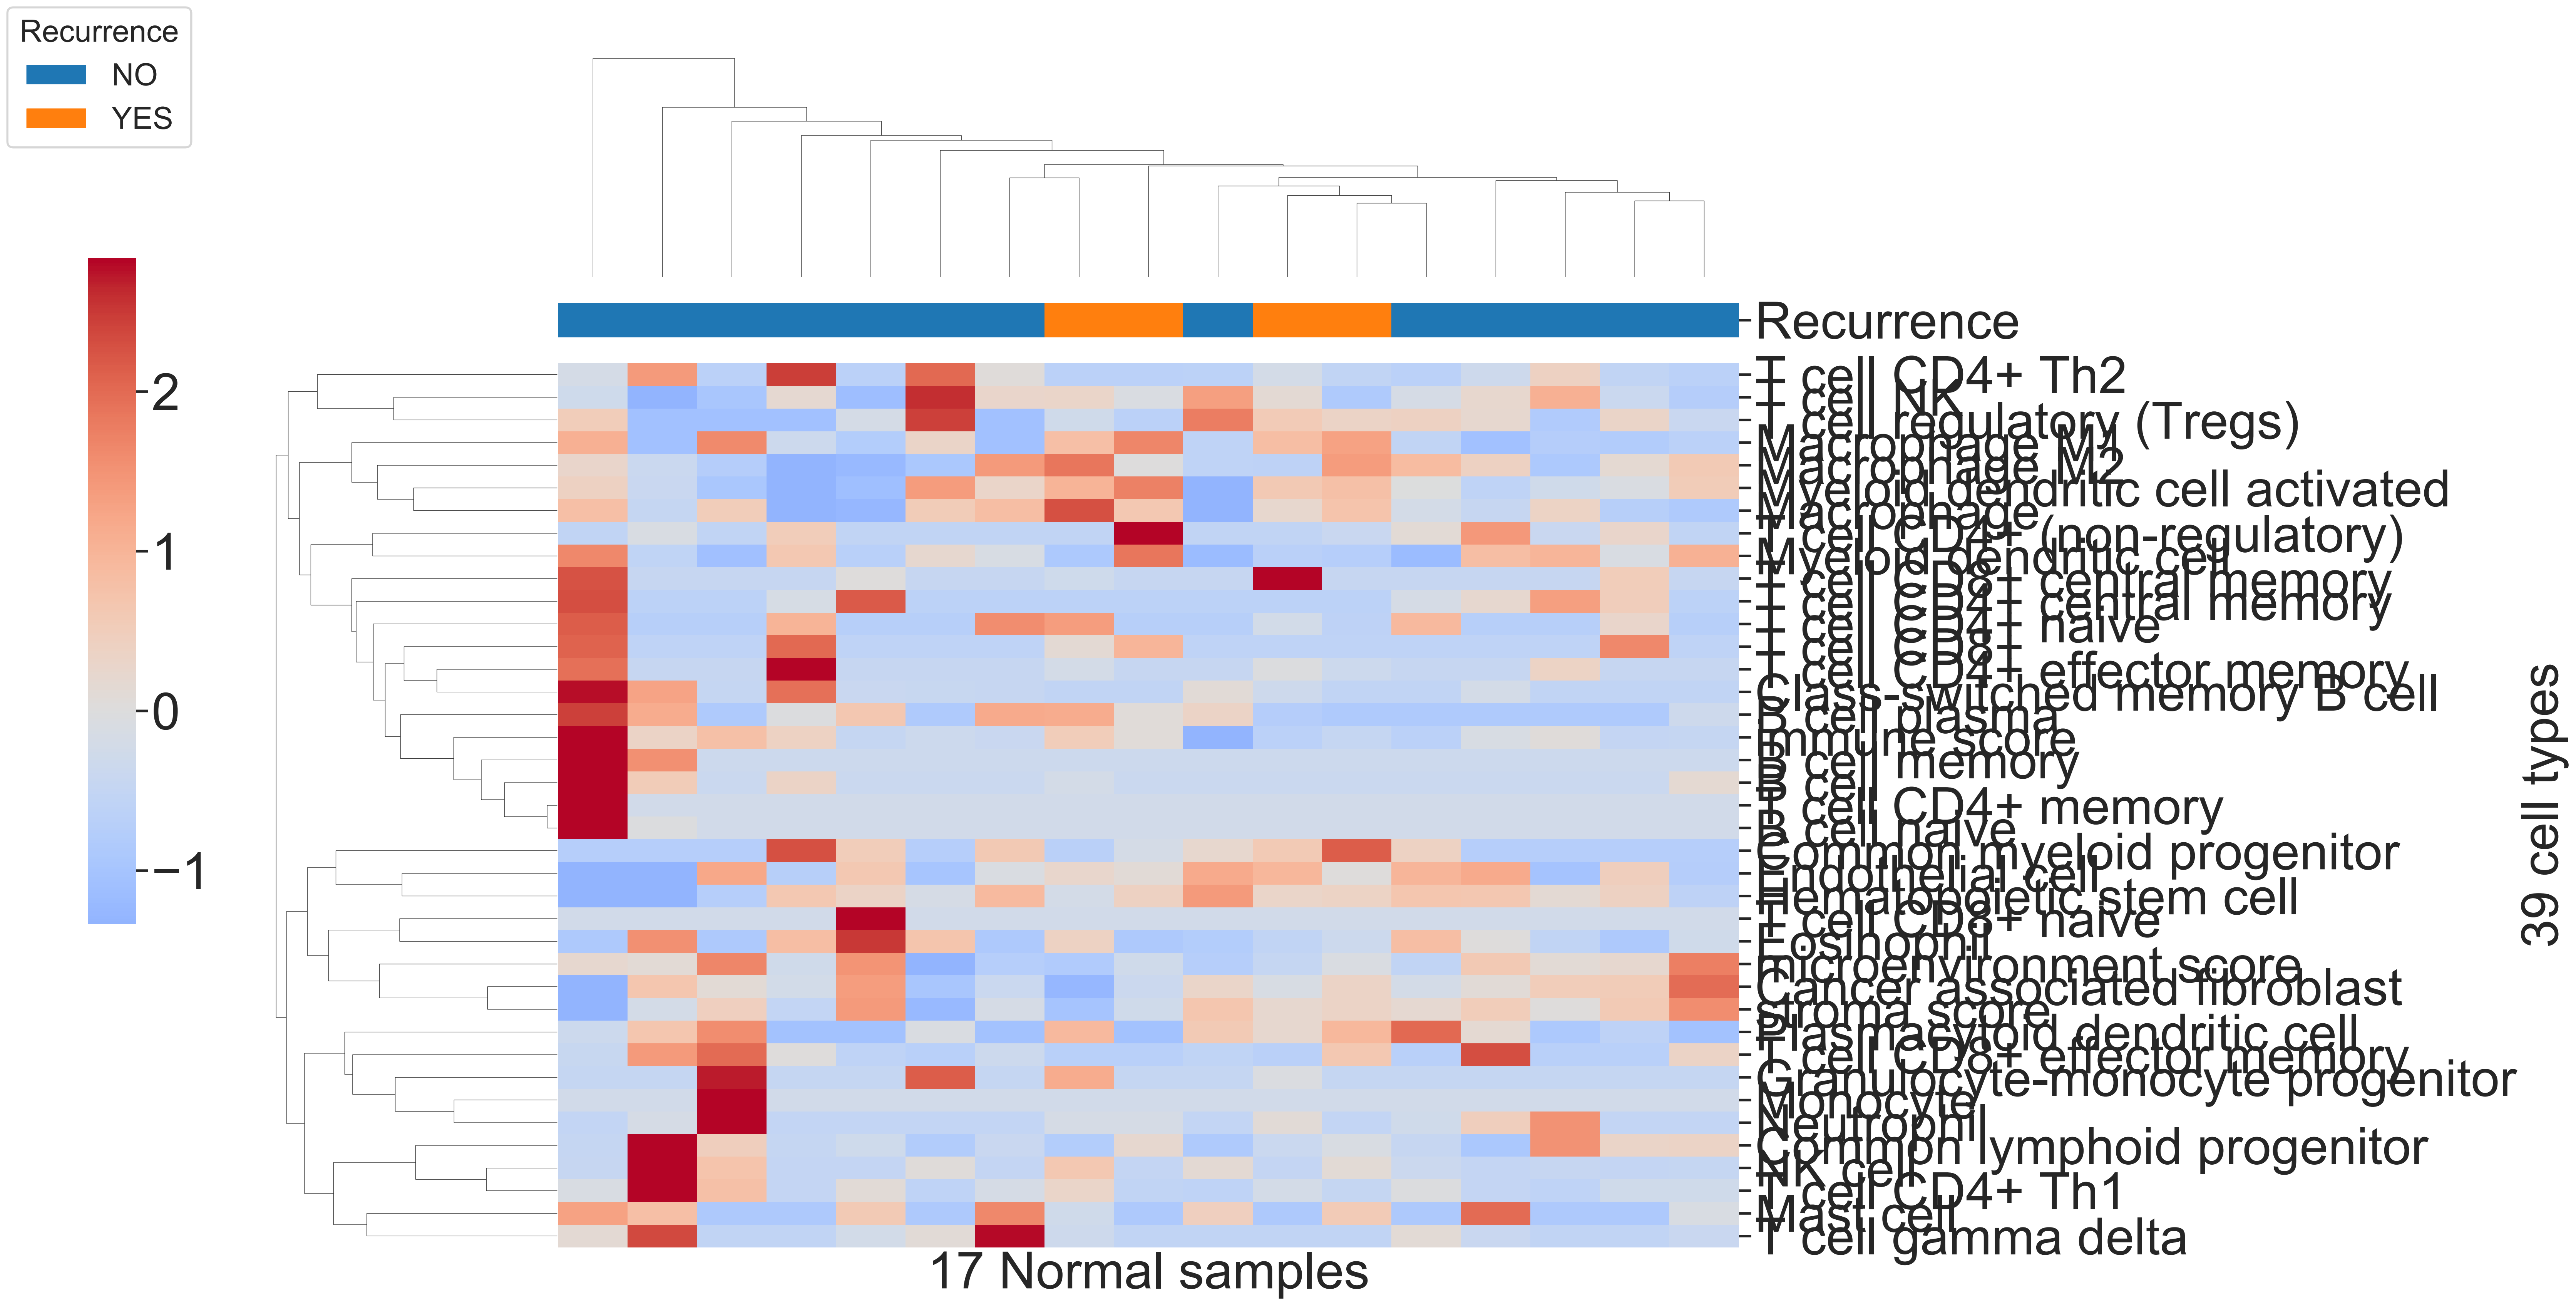 Recurrence
NO
YES
2
1
0
−1
Recurrence
T cell CD4+ Th2
T cell NK
T cell regulatory (Tregs)
Macrophage M1
Macrophage M2
Myeloid dendritic cell activated
Macrophage
T cell CD4+ (non-regulatory)
Myeloid dendritic cell
T cell CD8+ central memory
T cell CD4+ central memory
T cell CD4+ naive
T cell CD8+
T cell CD4+ effector memory
Class-switched memory B cell
B cell plasma
immune score
B cell memory
B cell
T cell CD4+ memory
B cell naive
Common myeloid progenitor
Endothelial cell
Hematopoietic stem cell
T cell CD8+ naive
Eosinophil
microenvironment score
Cancer associated fibroblast
stroma score
Plasmacytoid dendritic cell
T cell CD8+ effector memory
Granulocyte-monocyte progenitor
Monocyte
Neutrophil
Common lymphoid progenitor
NK cell
T cell CD4+ Th1
Mast cell
T cell gamma delta
39 cell types
17 Normal samples